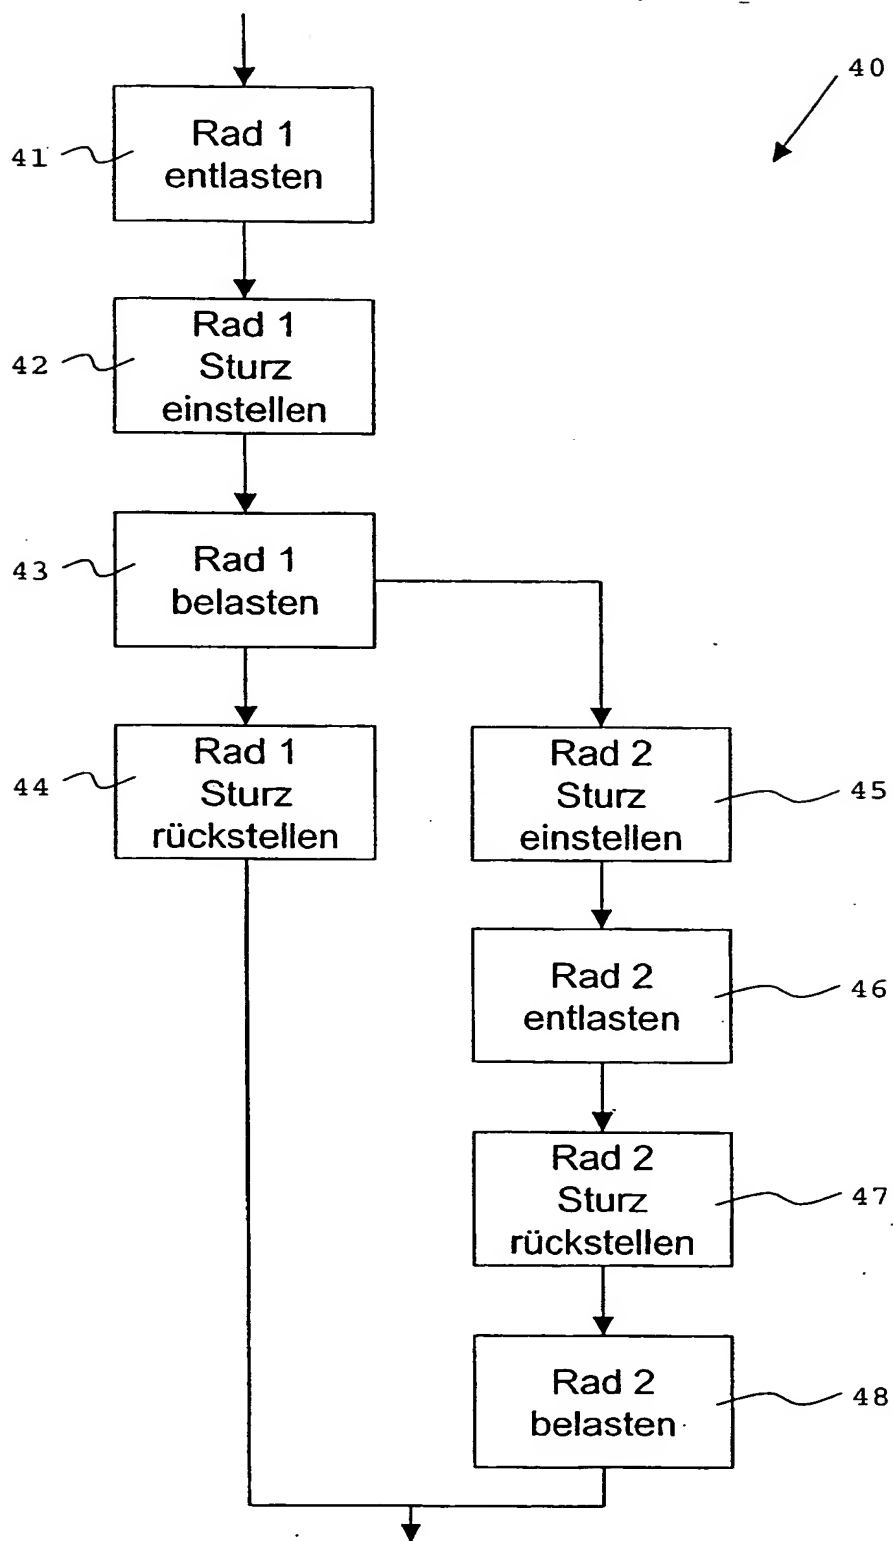 40
41
Rad 1
entlasten
42
Rad 1
Sturz
einstellen
43
Rad 1
belasten
44
Rad 1
Sturz
rückstellen
Rad 2
Sturz
einstellen
45
Rad 2
entlasten
46
Rad 2
Sturz
rückstellen
47
Rad 2
belasten
48